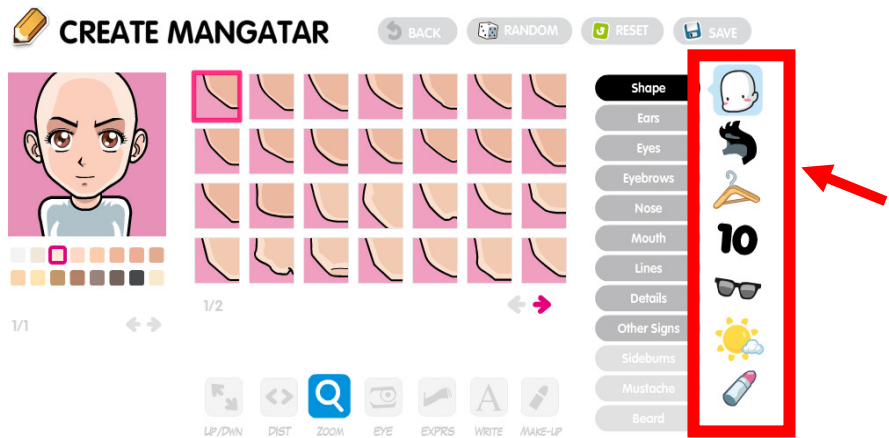 CREATE MANGATAR
BACK
RANDOM
RESET
SAVE
Shape
Ears
Eyes
Eyebrows
Nose
Mouth
Lines
Details
Other Signs
Sideburns
Mustache
Beard
10
1/2
1/1
UP/DWN
DIST
ZOOM
EYE
EXPRS
A
WRITE
MAKE-UP